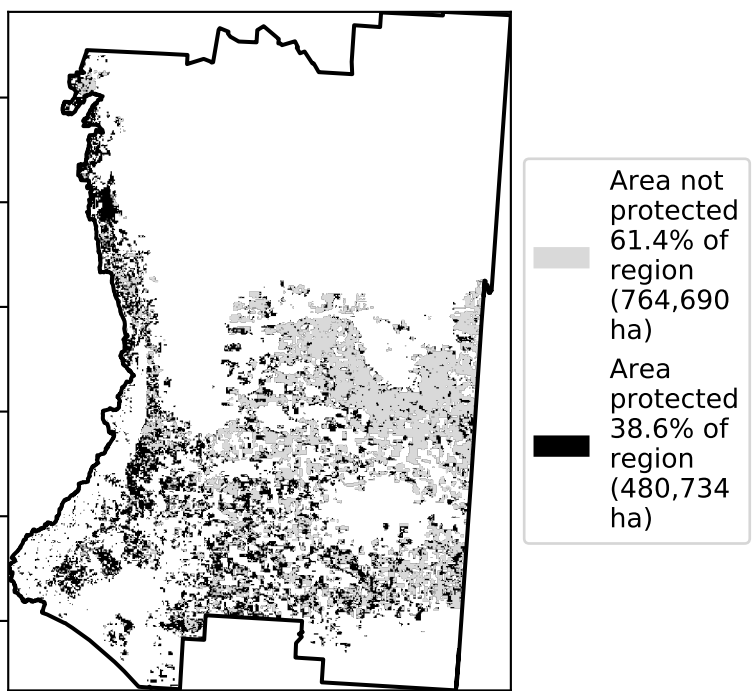 Area not
protected
61.4% of
region
(764,690
ha)
Area
protected
38.6% of
region
(480,734
ha)